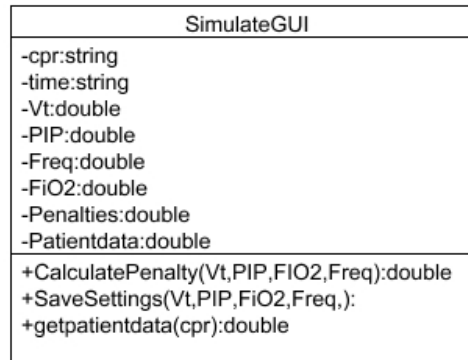 SimulateGUI
-cpr:string
-time:string
-Vt:double
-PIP:double
-Freq:double
-FiO2:double
-Penalties:double
-Patientdata:double
+CalculatePenalty(Vt,PIP,FIO2,Freq):double
+SaveSettings(Vt,PIP,FiO2,Freq,):
+getpatientdata(cpr):double